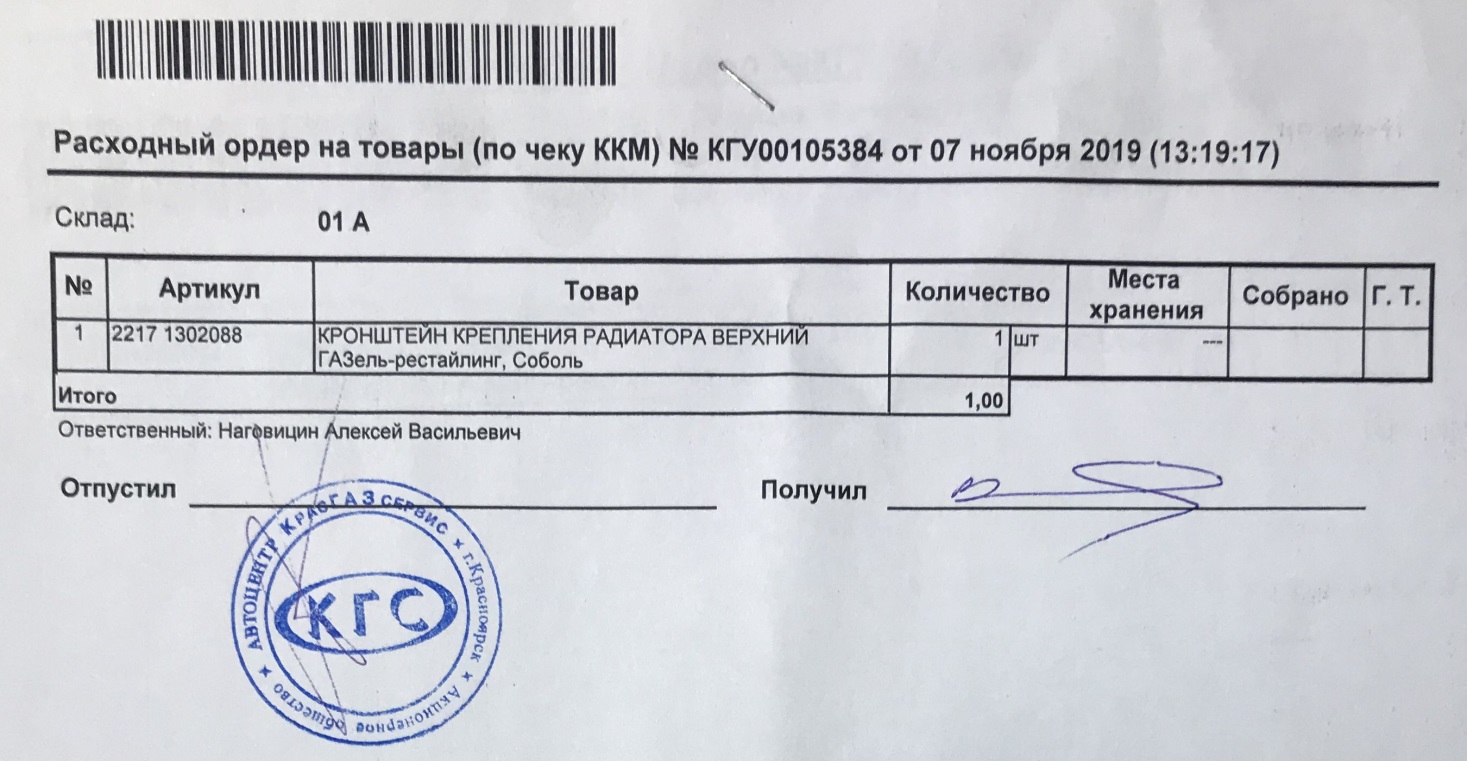 Расходный ордер на товары (по чеку ККМ) № КГУ00105384 от 07 ноября 2019 (13:19:17)
Склад: 01 А
№ Артикул Товар Количество Места хранения Собрано Г. Т.
1 2217 1302088 КРОНШТЕЙН КРЕПЛЕНИЯ РАДИАТОРА ВЕРХНИЙ 1 шт ---
ГАЗель-рестайлинг, Соболь
Итого 1,00
Ответственный: Наговицин Алексей Васильевич
Отпустил Получил
АВТОЦЕНТР КРАСГАЗСЕРВИС ★ г.Красноярск ★ Акционерное общество ★
КГС